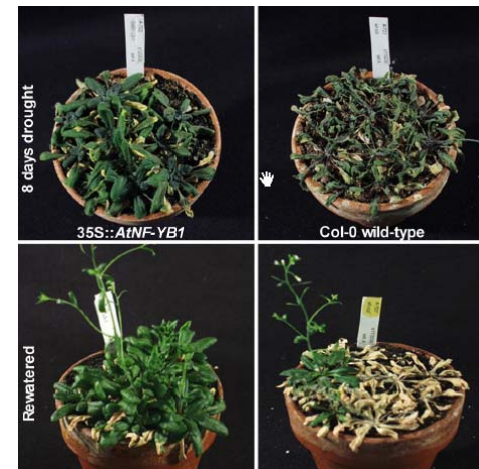 8 days drought
35S::AtNF-YB1
Col-0 wild-type
Rewatered